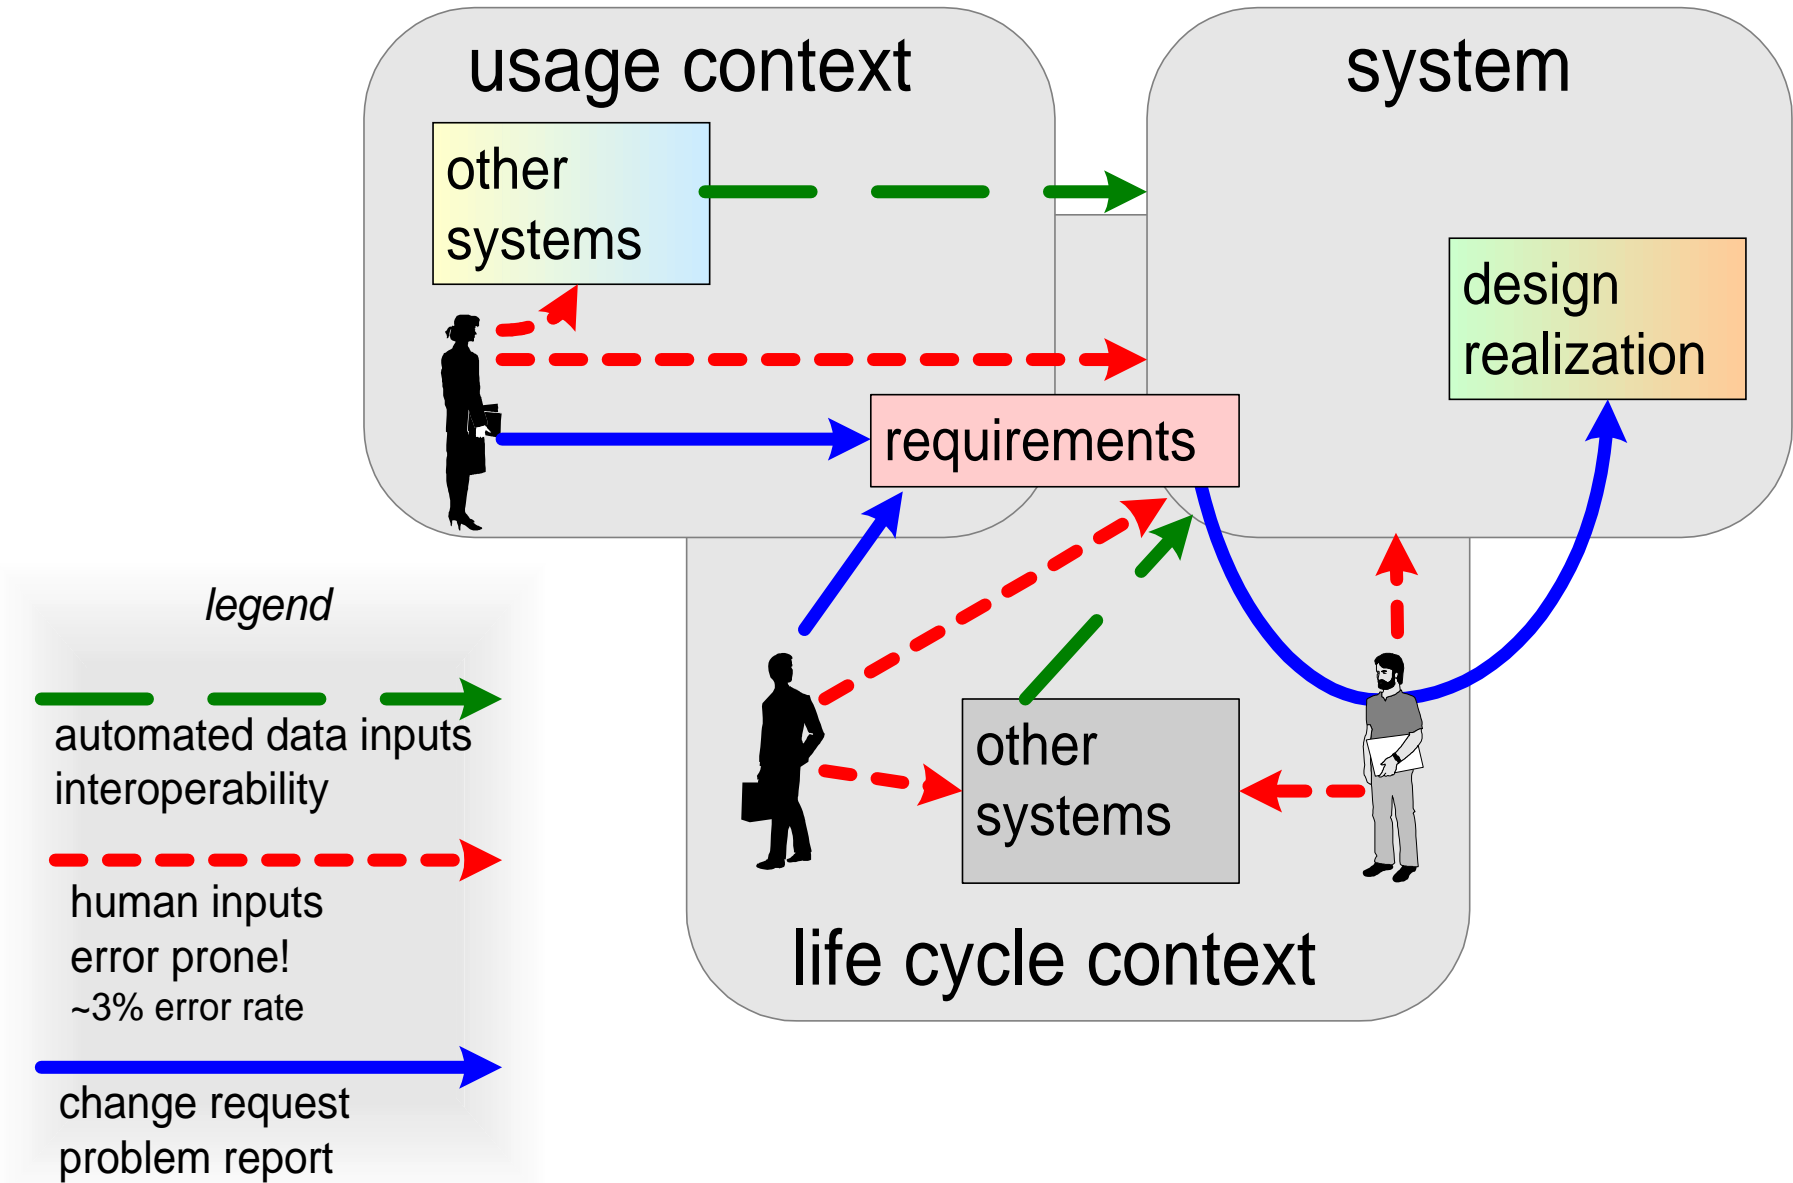 usage context
system
other
systems
design
realization
requirements
legend
automated data inputs
interoperability
human inputs
error prone!
~3% error rate
change request
problem report
other
systems
life cycle context